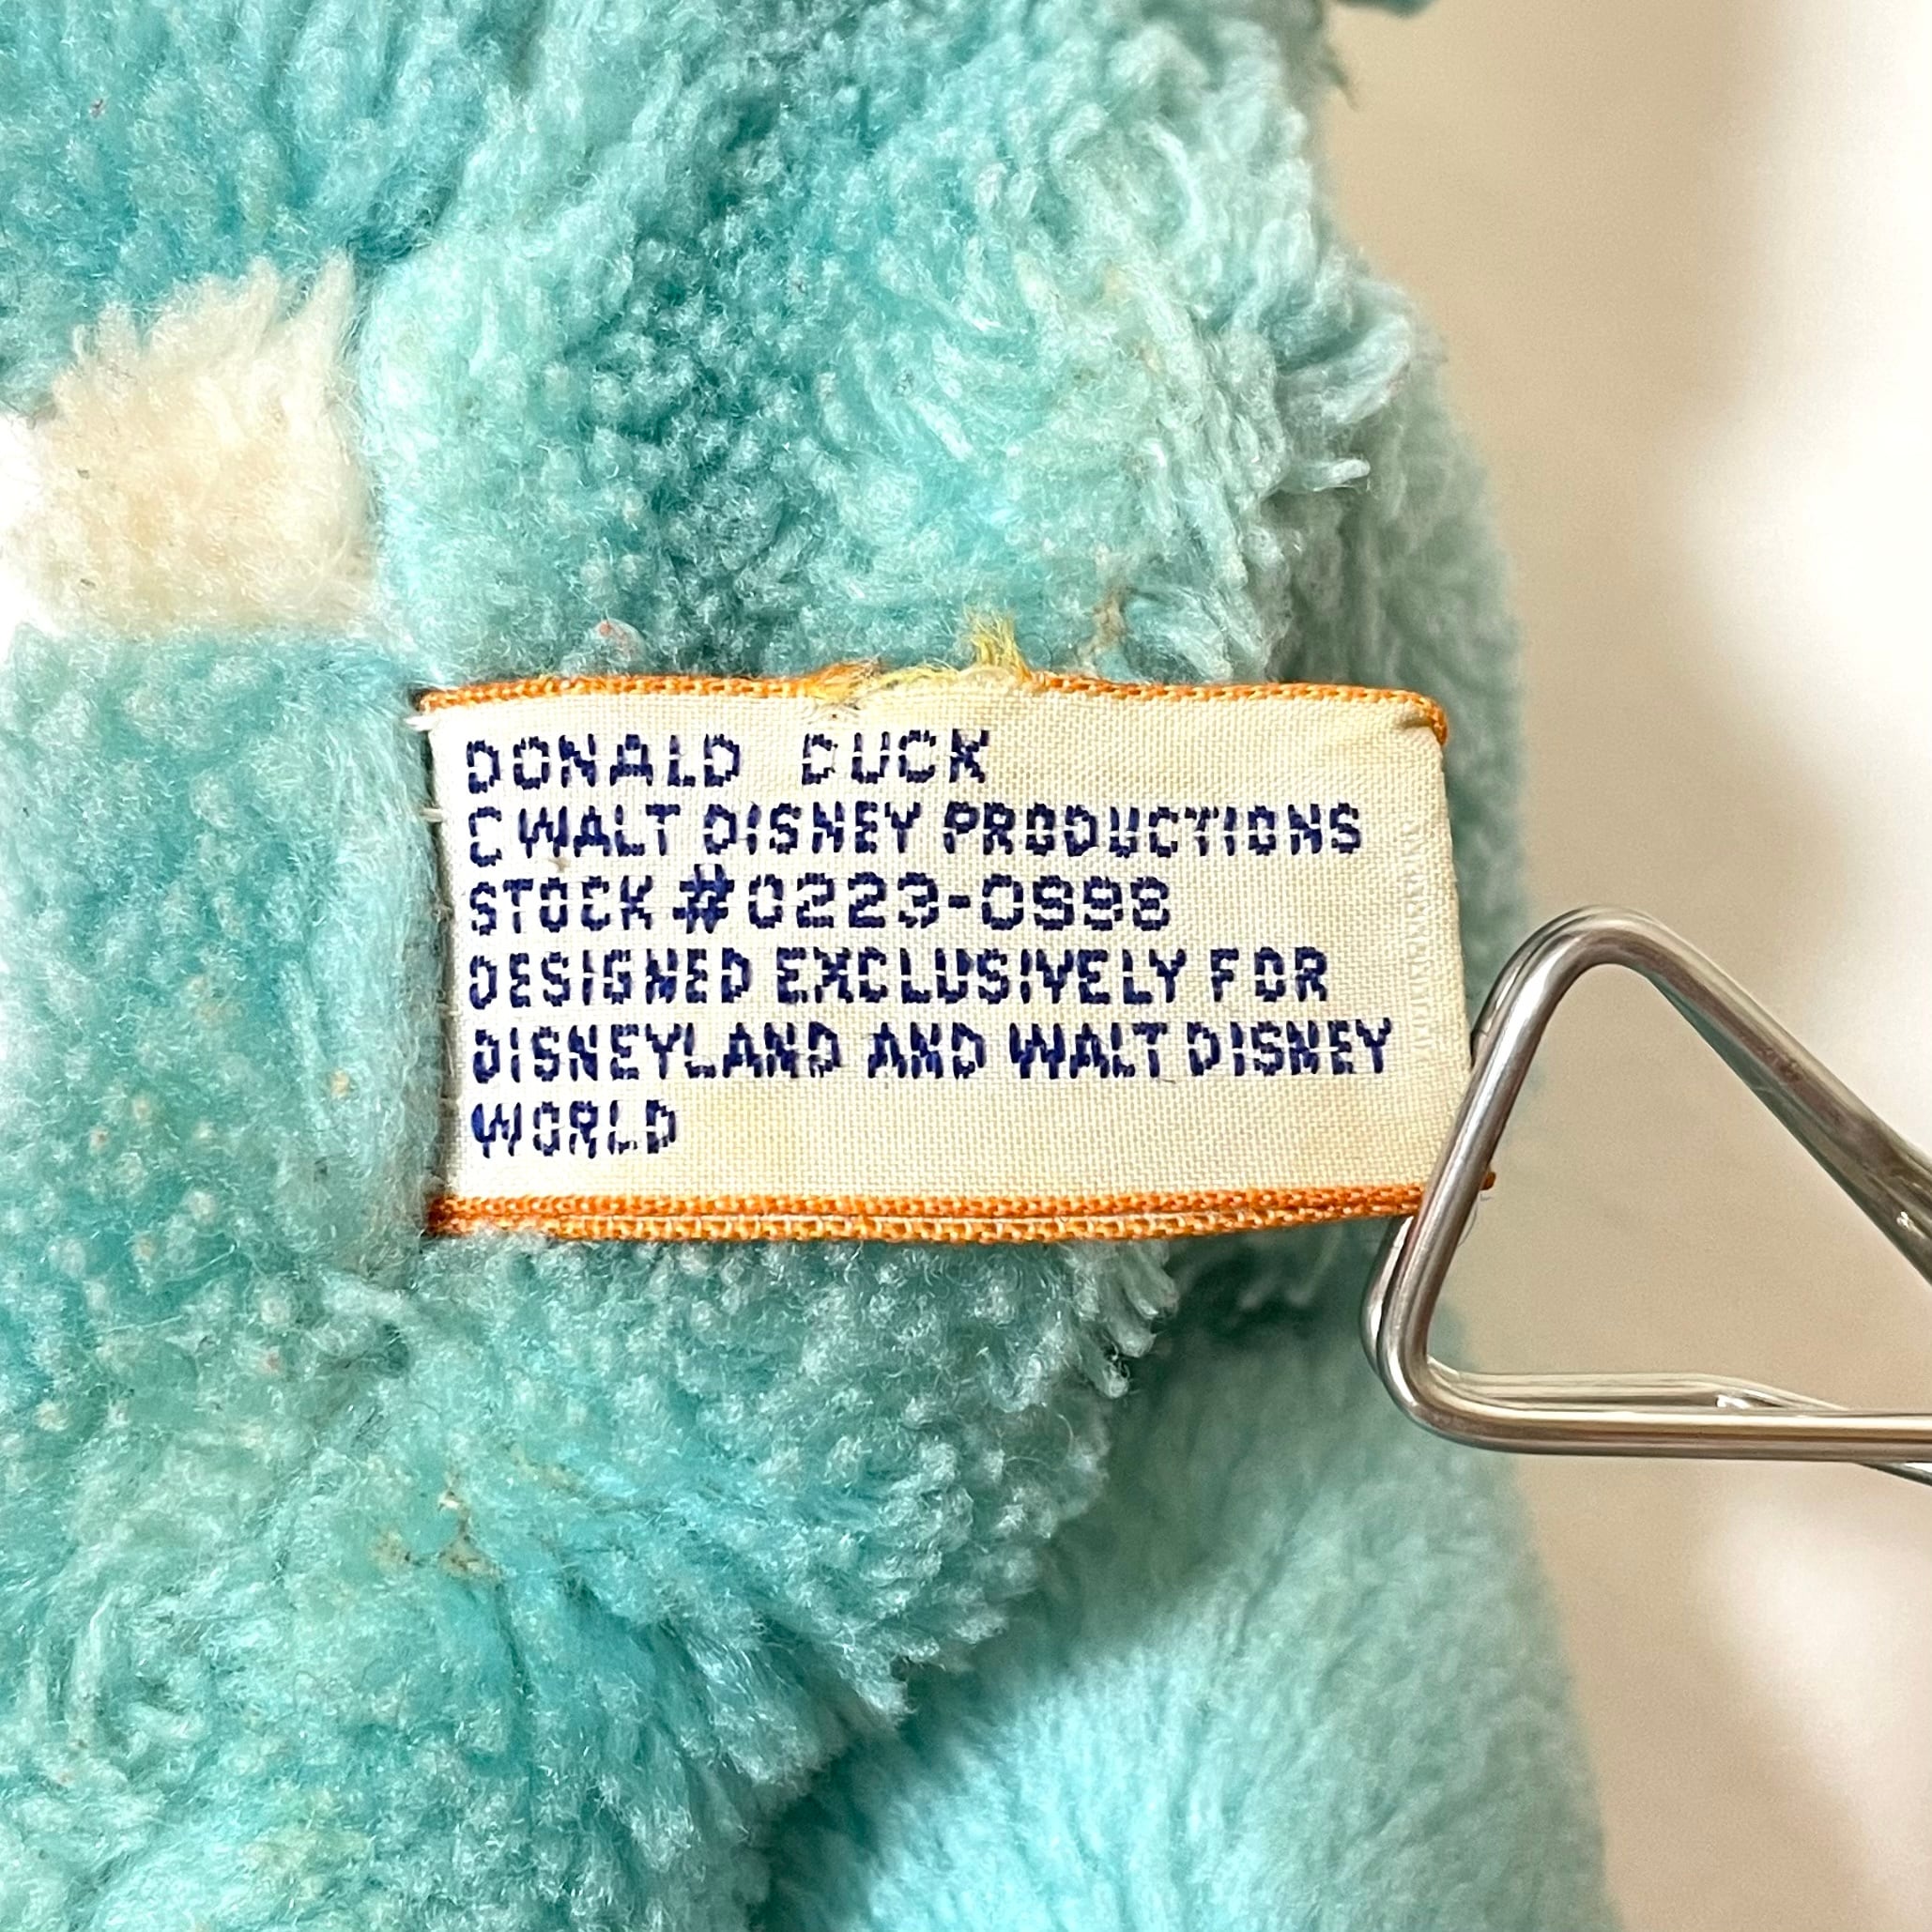 DONALD DUCK
C WALT DISNEY PRODUCTIONS
STOCK #0223-0998
DESIGNED EXCLUSIVELY FOR
DISNEYLAND AND WALT DISNEY
WORLD